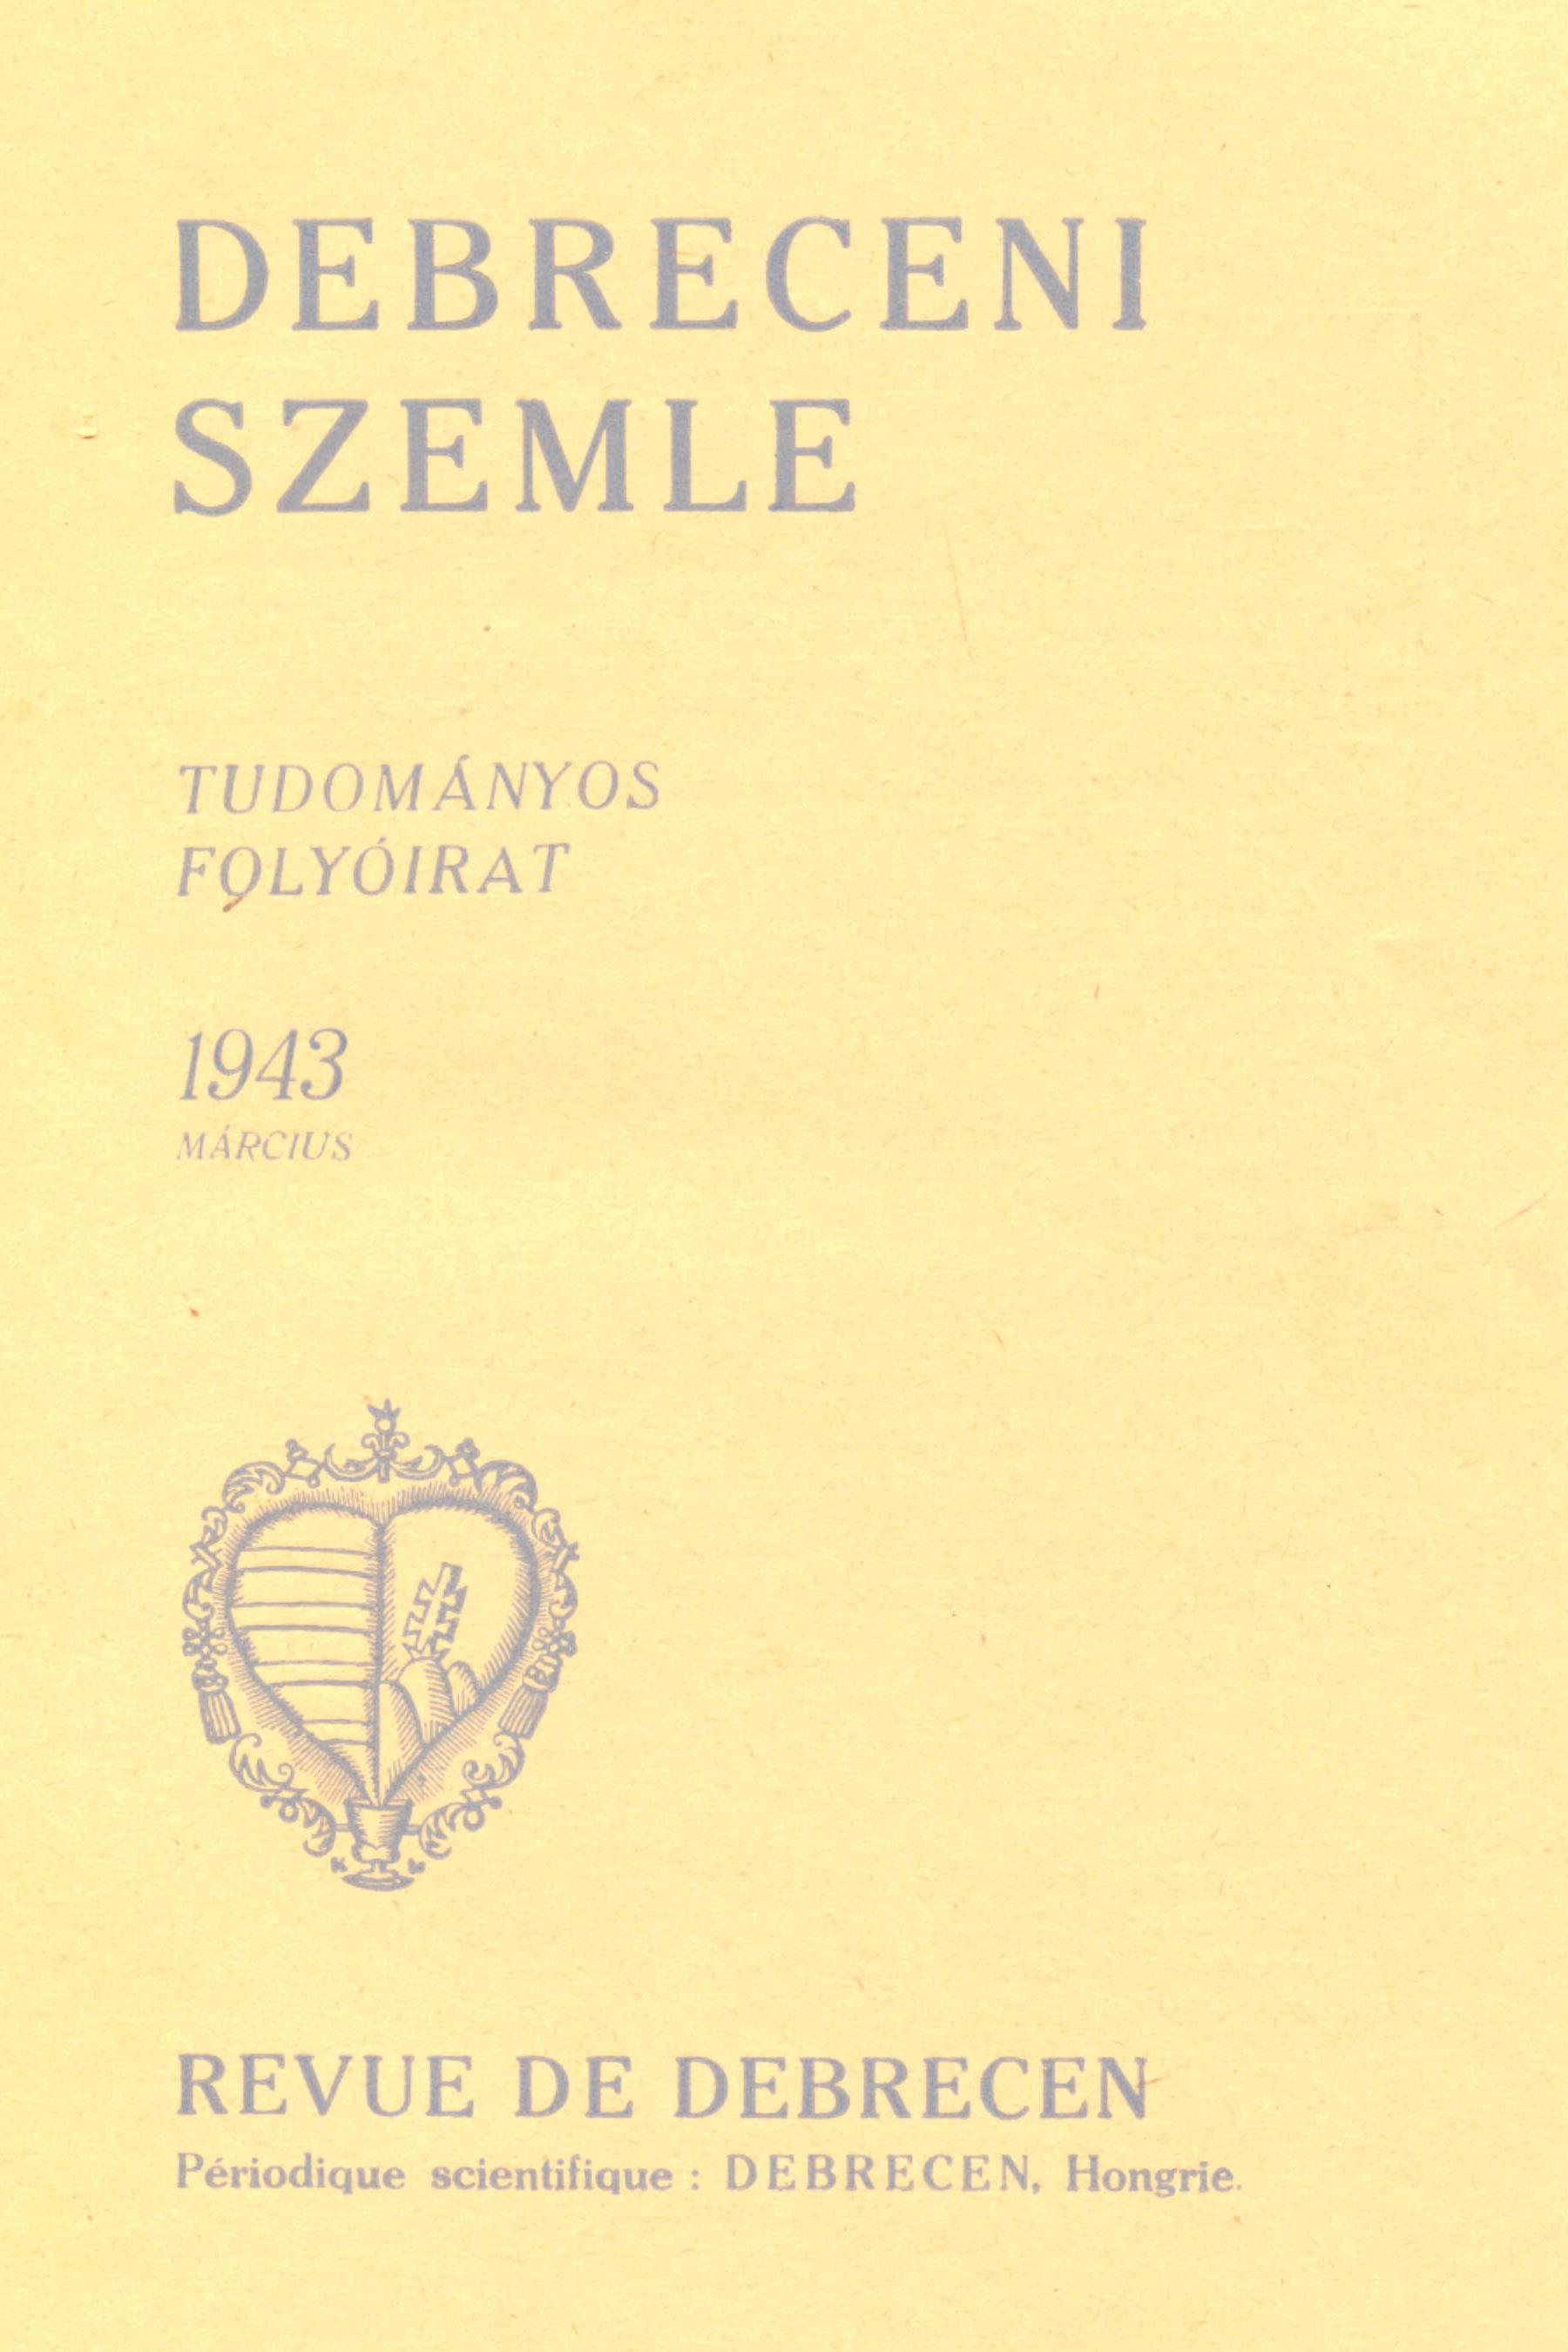 DEBRECENI
SZEMLE
TUDOMÁNYOS
FOLYÓIRAT
1943
MÁRCIUS
K L
REVUE DE DEBRECEN
Périodique scientifique : DEBRECEN, Hongrie.